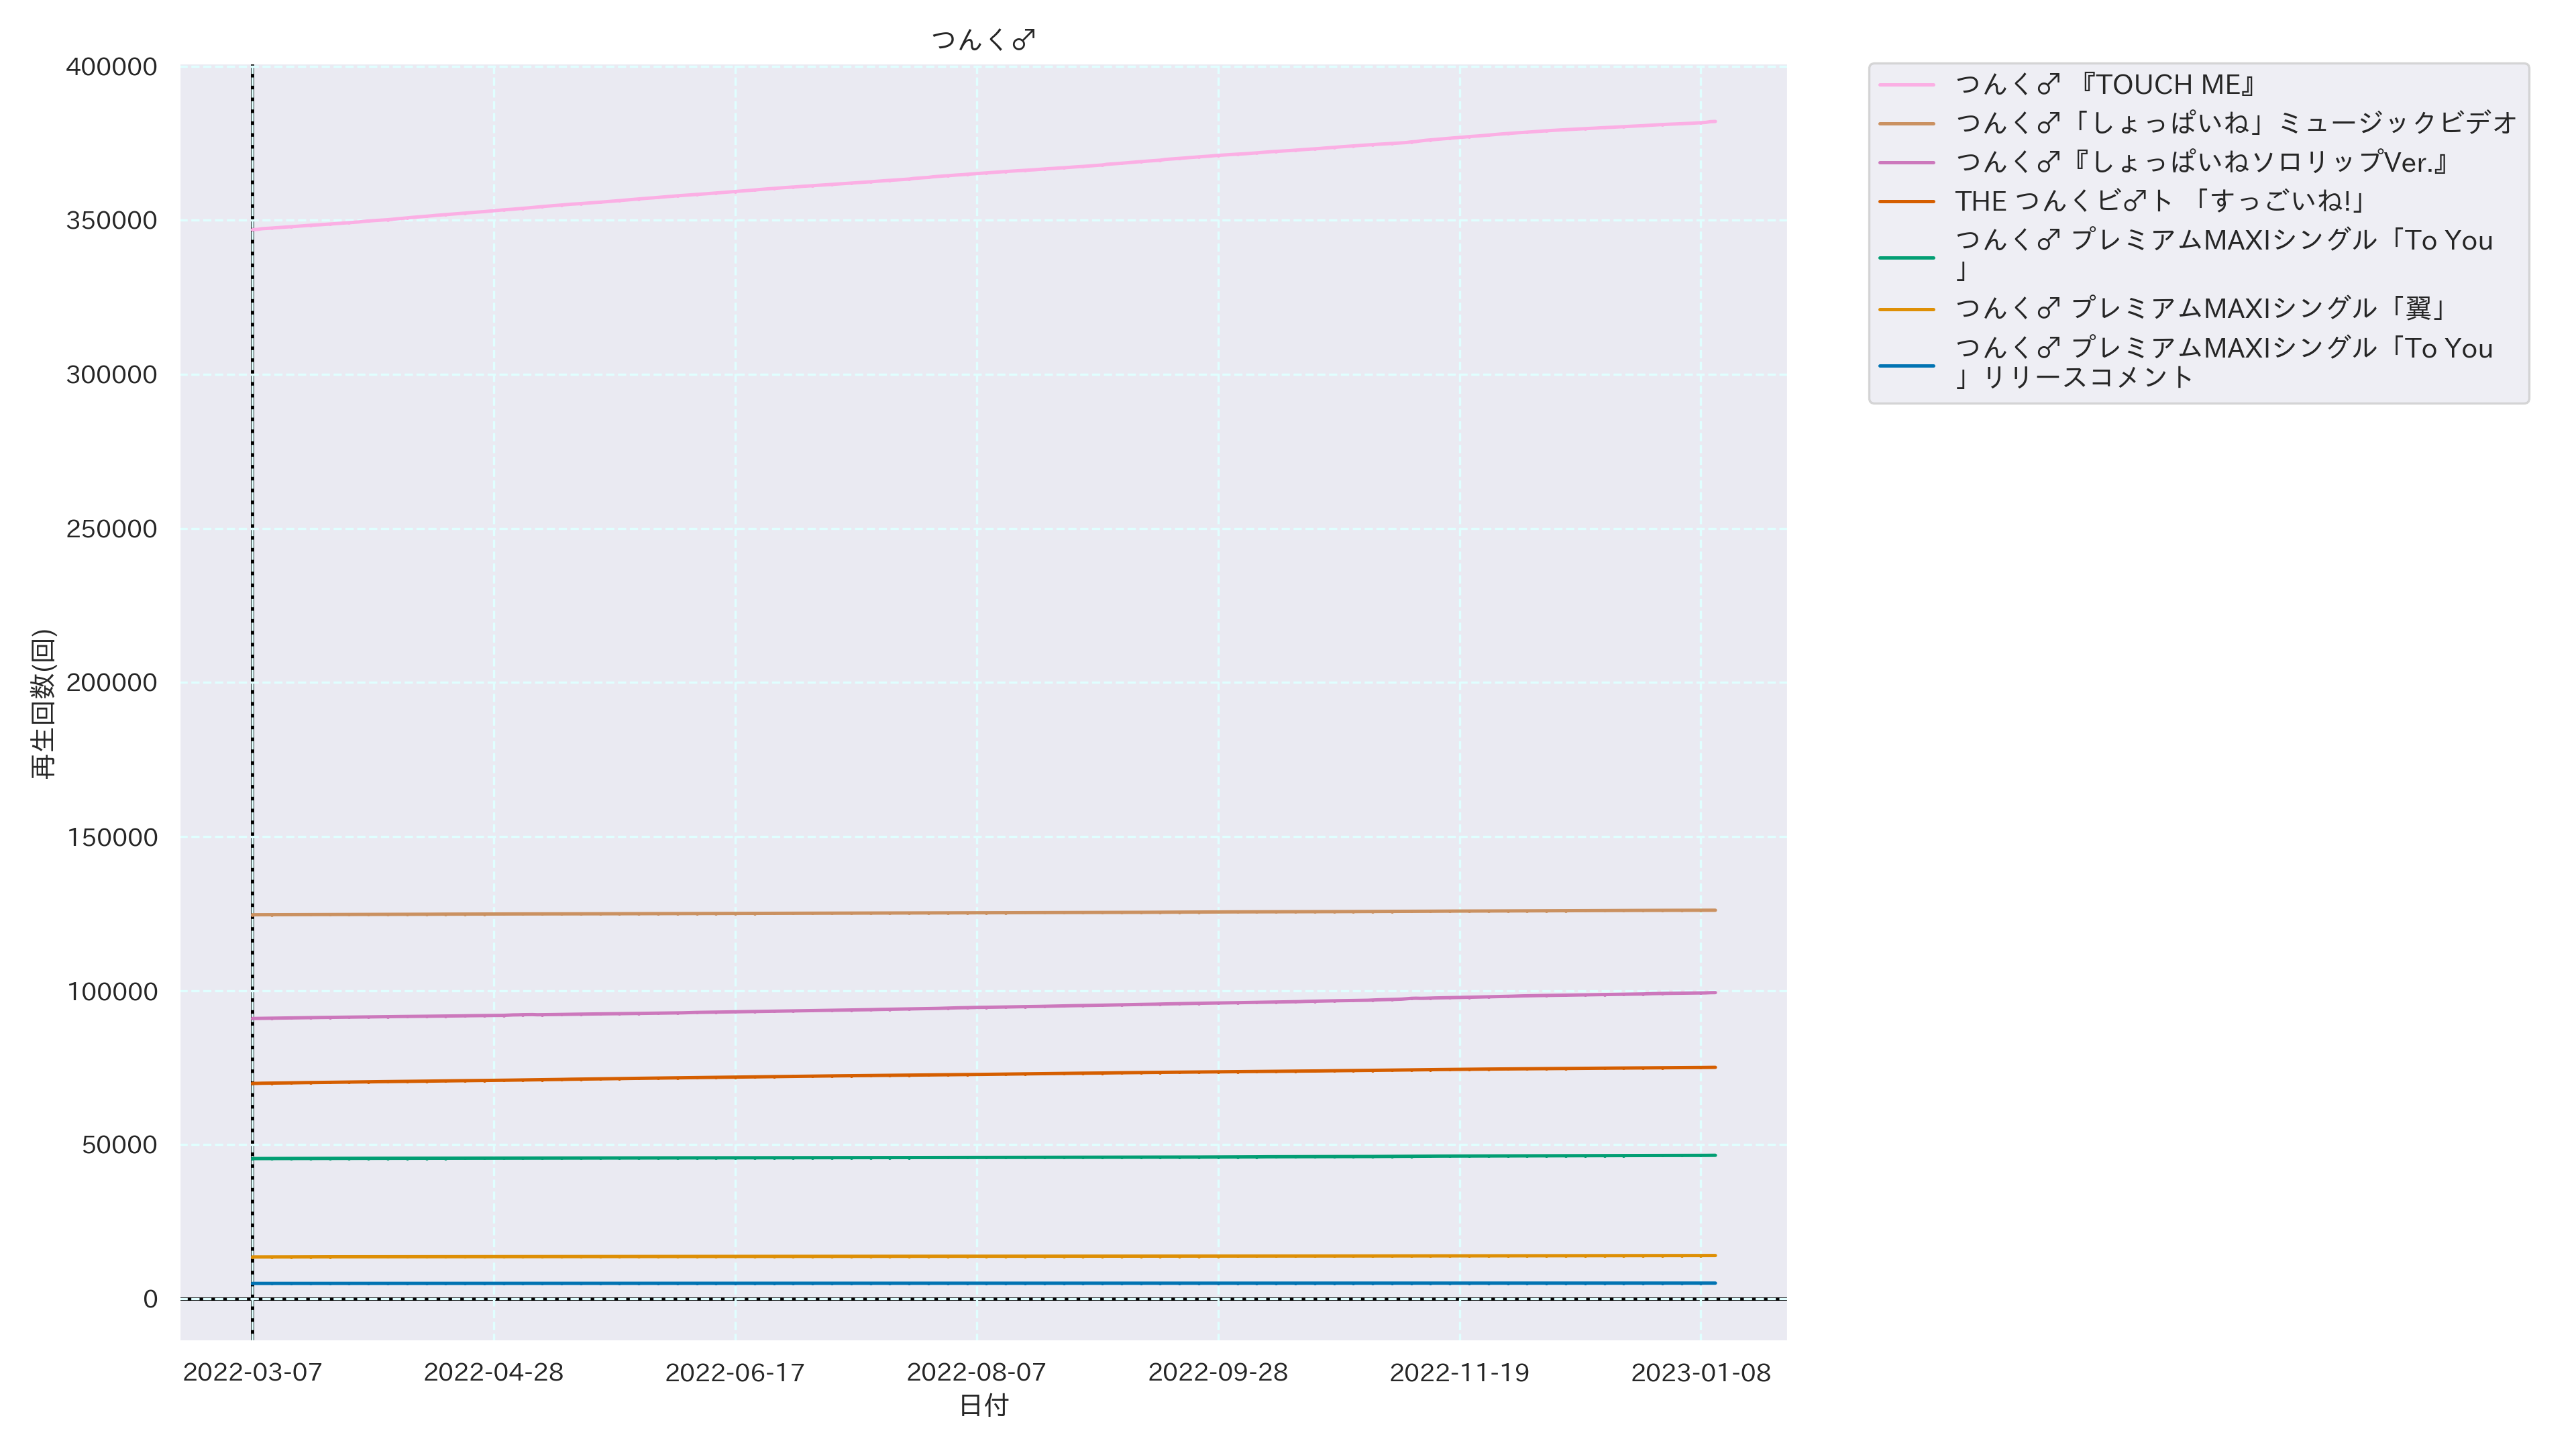 つんく♂
400000
350000
300000
250000
200000
150000
100000
50000
0
再生回数(回)
2022-03-07
2022-04-28
2022-06-17
2022-08-07
2022-09-28
2022-11-19
2023-01-08
日付
つんく♂ 『TOUCH ME』
つんく♂「しょっぱいね」ミュージックビデオ
つんく♂『しょっぱいねソロリップVer.』
THE つんくビ♂ト 「すっごいね!」
つんく♂ プレミアムMAXIシングル「To You
」
つんく♂ プレミアムMAXIシングル「翼」
つんく♂ プレミアムMAXIシングル「To You
」リリースコメント